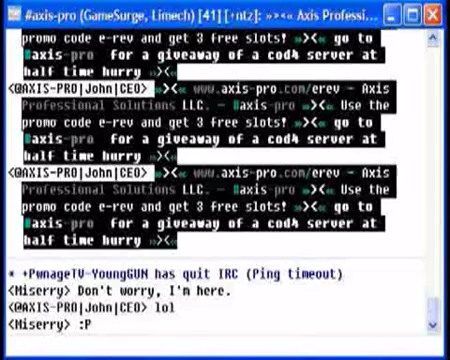 #axis-pro (GameSurge, Limech) [41] [+ntz]: »><« Axis Professi...
promo code e-rev and get 3 free slots! »><« go to
#axis-pro for a giveaway of a cod4 server at
half time hurry »><«
<@AXIS-PRO|John|CEO> »><« www.axis-pro.com/erev – Axis
Professional Solutions LLC. – #axis-pro »><« Use the
promo code e-rev and get 3 free slots! »><« go to
#axis-pro for a giveaway of a cod4 server at
half time hurry »><«
<@AXIS-PRO|John|CEO> »><« www.axis-pro.com/erev – Axis
Professional Solutions LLC. – #axis-pro »><« Use the
promo code e-rev and get 3 free slots! »><« go to
#axis-pro for a giveaway of a cod4 server at
half time hurry »><«
* +PwnageTV-YoungGUN has quit IRC (Ping timeout)
<Miserry> Don't worry, I'm here.
<@AXIS-PRO|John|CEO> lol
<Miserry> :P